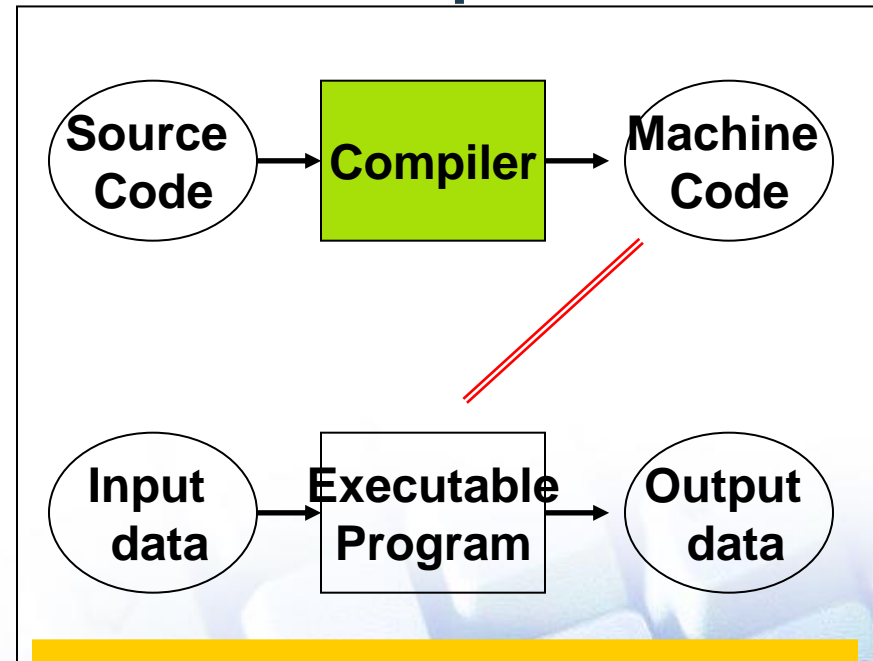 Source
Code
Compiler
Machine
Code
Input
data
Executable
Program
Output
data